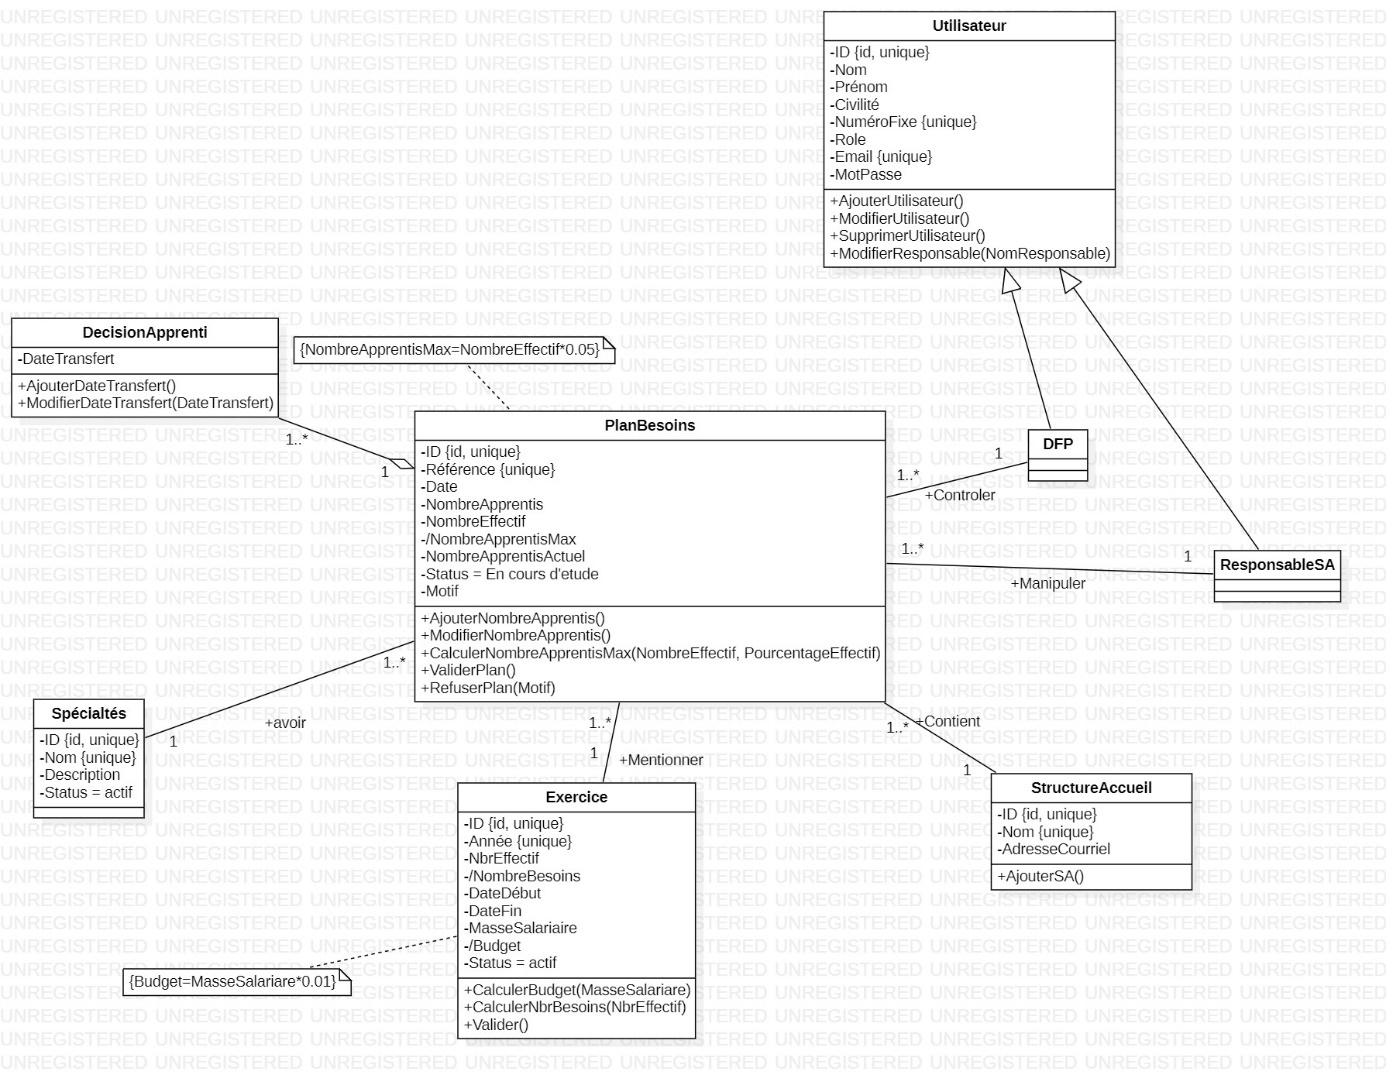 Utilisateur
-ID {id, unique}
-Nom
-Prénom
-Civilité
-NuméroFixe {unique}
-Role
-Email {unique}
-MotPasse
+AjouterUtilisateur()
+ModifierUtilisateur()
+SupprimerUtilisateur()
+ModifierResponsable(NomResponsable)
DecisionApprenti
-DateTransfert
+AjouterDateTransfert()
+ModifierDateTransfert(DateTransfert)
{NombreApprentisMax=NombreEffectif*0.05}
1..*
1
PlanBesoins
-ID {id, unique}
-Référence {unique}
-Date
-NombreApprentis
-NombreEffectif
-/NombreApprentisMax
-NombreApprentisActuel
-Status = En cours d'etude
-Motif
+AjouterNombreApprentis()
+ModifierNombreApprentis()
+CalculerNombreApprentisMax(NombreEffectif, PourcentageEffectif)
+ValiderPlan()
+RefuserPlan(Motif)
DFP
1
1..*
+Controler
ResponsableSA
1..*
1
+Manipuler
1..*
+avoir
1
Spécialtés
-ID {id, unique}
-Nom {unique}
-Description
-Status = actif
1..*
1
+Mentionner
1..*
+Contient
1
Exercice
-ID {id, unique}
-Année {unique}
-NbrEffectif
-/NombreBesoins
-DateDébut
-DateFin
-MasseSalariaire
-/Budget
-Status = actif
+CalculerBudget(MasseSalariare)
+CalculerNbrBesoins(NbrEffectif)
+Valider()
{Budget=MasseSalariare*0.01}
StructureAccueil
-ID {id, unique}
-Nom {unique}
-AdresseCourriel
+AjouterSA()
UNREGISTERED